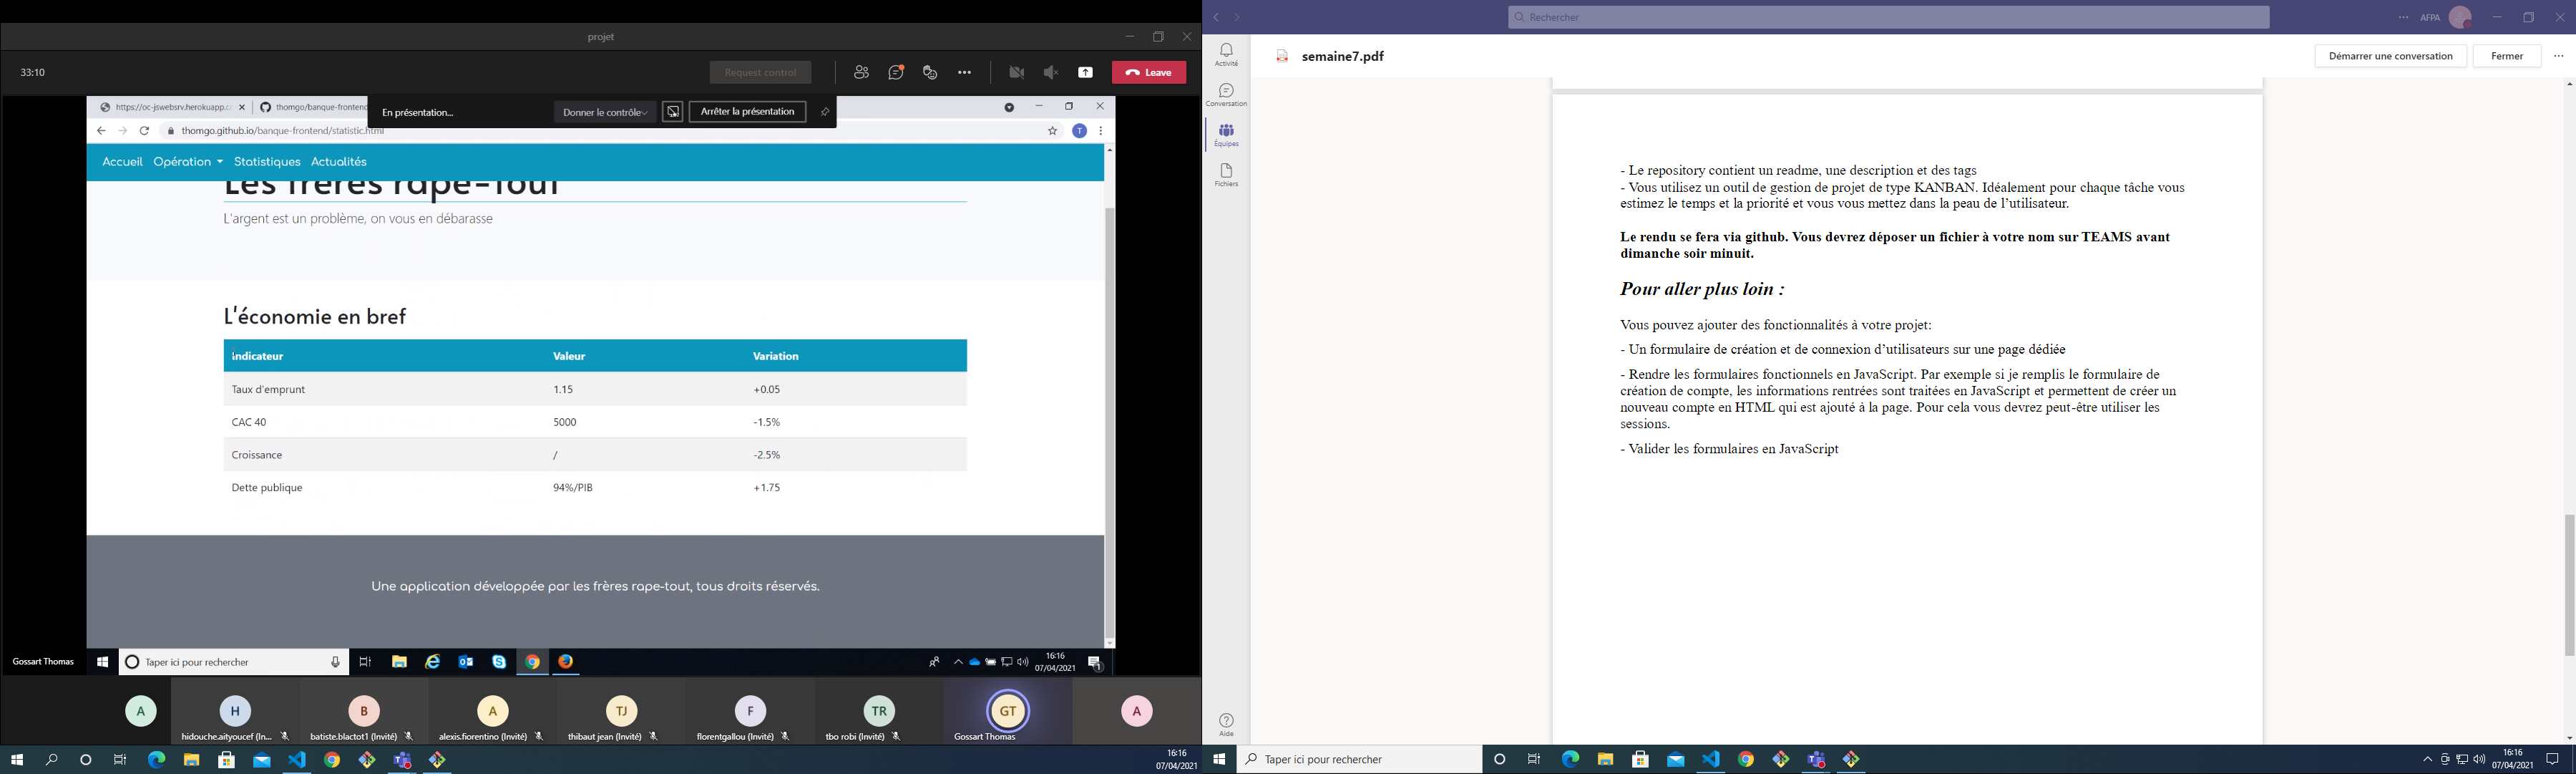 projet
33:10
Request control
Leave
https://oc-jswebsrv.herokuapp.c
thomgo/banque-frontend
En présentation...
Donner le contrôle
Arrêter la présentation
thomgo.github.io/banque-frontend/statistic.html
T
Accueil
Opération
Statistiques
Actualités
Les frères rape-tout
L'argent est un problème, on vous en débarasse
L'économie en bref
Indicateur Valeur Variation
Taux d'emprunt 1.15 +0.05
CAC 40 5000 -1.5%
Croissance / -2.5%
Dette publique 94%/PIB +1.75
Une application développée par les frères rape-tout, tous droits réservés.
Gossart Thomas
Taper ici pour rechercher
16:16
07/04/2021
1
A
H
B
A
TJ
F
TR
GT
A
hidouche.aityoucef (In...
batiste.blactot1 (Invité)
alexis.fiorentino (Invité)
thibaut jean (Invité)
florentgallou (Invité)
tbo robi (Invité)
Gossart Thomas
16:16
07/04/2021
Rechercher
AFPA
Activité
Conversation
Équipes
Fichiers
Aide
semaine7.pdf
Démarrer une conversation
Fermer
- Le repository contient un readme, une description et des tags
- Vous utilisez un outil de gestion de projet de type KANBAN. Idéalement pour chaque tâche vous
estimez le temps et la priorité et vous vous mettez dans la peau de l’utilisateur.
Le rendu se fera via github. Vous devrez déposer un fichier à votre nom sur TEAMS avant
dimanche soir minuit.
Pour aller plus loin :
Vous pouvez ajouter des fonctionnalités à votre projet:
- Un formulaire de création et de connexion d’utilisateurs sur une page dédiée
- Rendre les formulaires fonctionnels en JavaScript. Par exemple si je remplis le formulaire de
création de compte, les informations rentrées sont traitées en JavaScript et permettent de créer un
nouveau compte en HTML qui est ajouté à la page. Pour cela vous devrez peut-être utiliser les
sessions.
- Valider les formulaires en JavaScript
Taper ici pour rechercher
16:16
07/04/2021